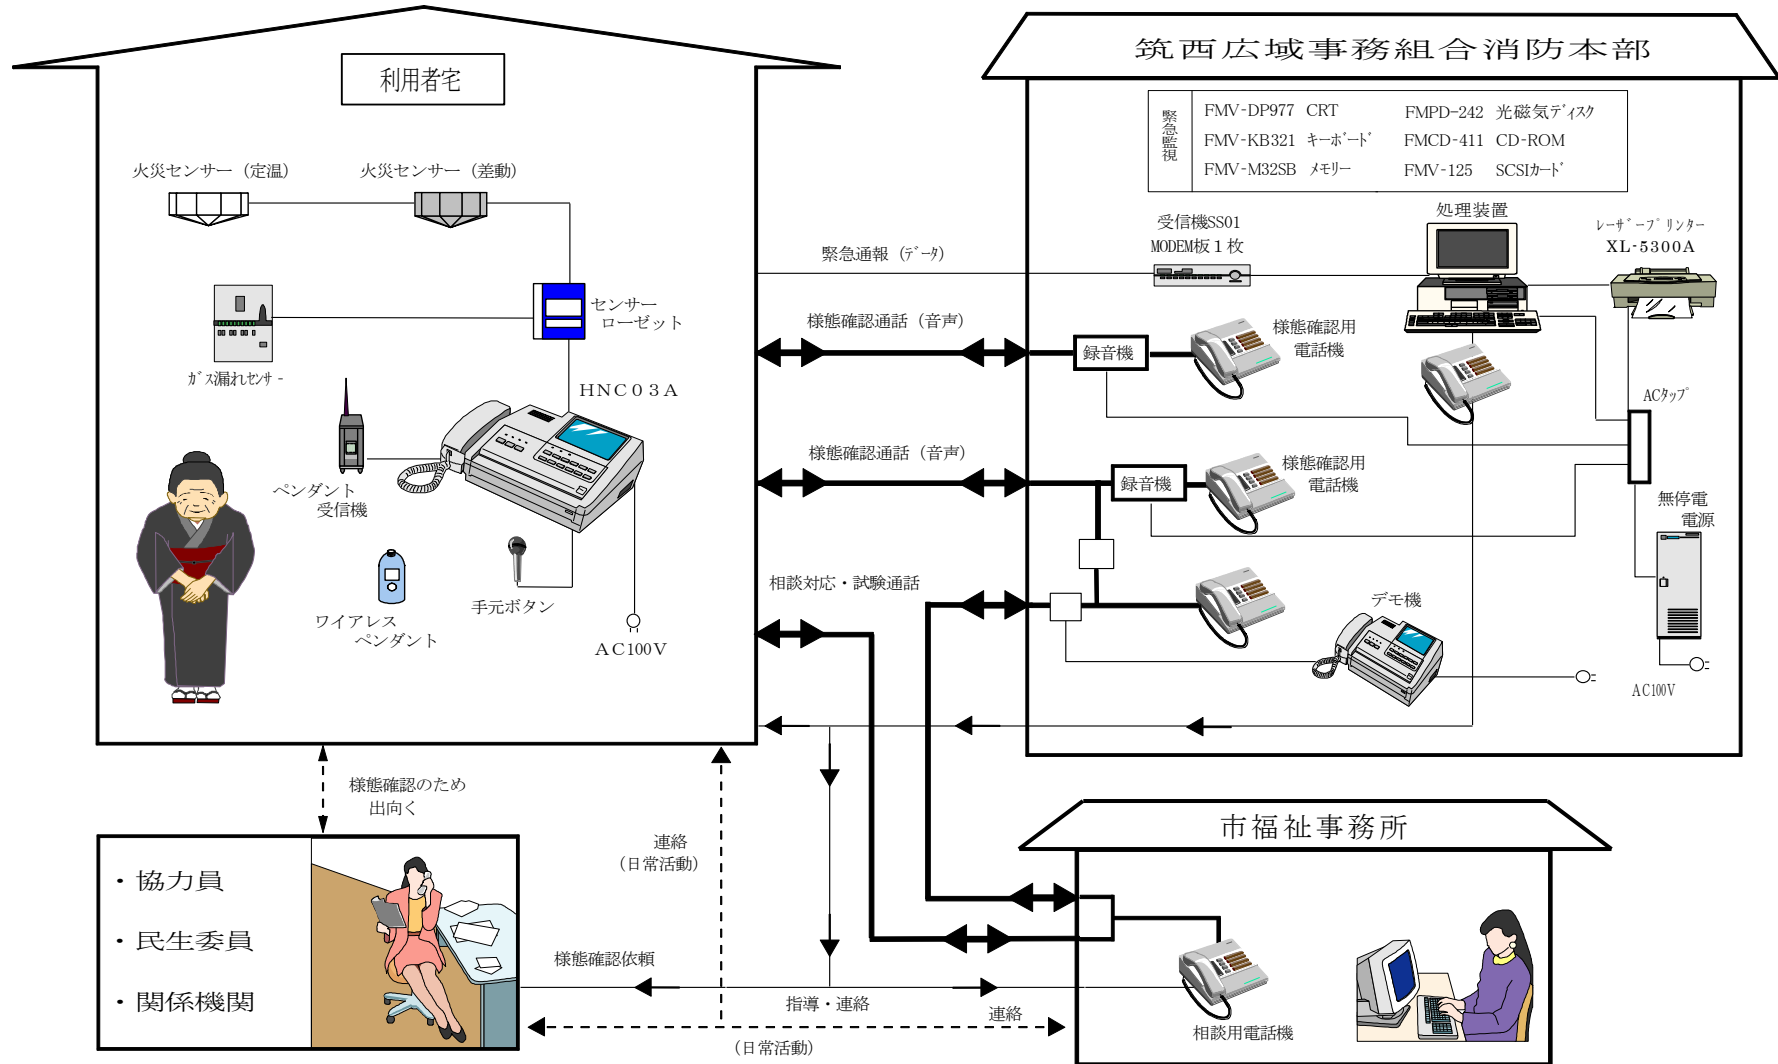 利用者宅
火災センサー（定温）
火災センサー（差動）
センサー
ローゼット
ｶﾞｽ漏れｾﾝｻｰ
HNC03A
ペンダント
受信機
ワイアレス
ペンダント
手元ボタン
AC100V
緊急通報（ﾃﾞｰﾀ）
様態確認通話（音声）
様態確認通話（音声）
相談対応・試験通話
筑西広域事務組合消防本部
緊急監視
FMV-DP977 CRT
FMPD-242 光磁気ﾃﾞｨｽｸ
FMV-KB321 ｷｰﾎﾞｰﾄﾞ
FMCD-411 CD-ROM
FMV-M32SB ﾒﾓﾘｰ
FMV-125 SCSIｶｰﾄﾞ
受信機SS01
MODEM板１枚
処理装置
ﾚｰｻﾞｰﾌﾟﾘﾝﾀｰ
XL-5300A
録音機
様態確認用
電話機
ACﾀｯﾌﾟ
録音機
様態確認用
電話機
無停電
電源
デモ機
AC100V
様態確認のため
出向く
連絡
（日常活動）
・協力員
・民生委員
・関係機関
様態確認依頼
指導・連絡
連絡
（日常活動）
市福祉事務所
相談用電話機